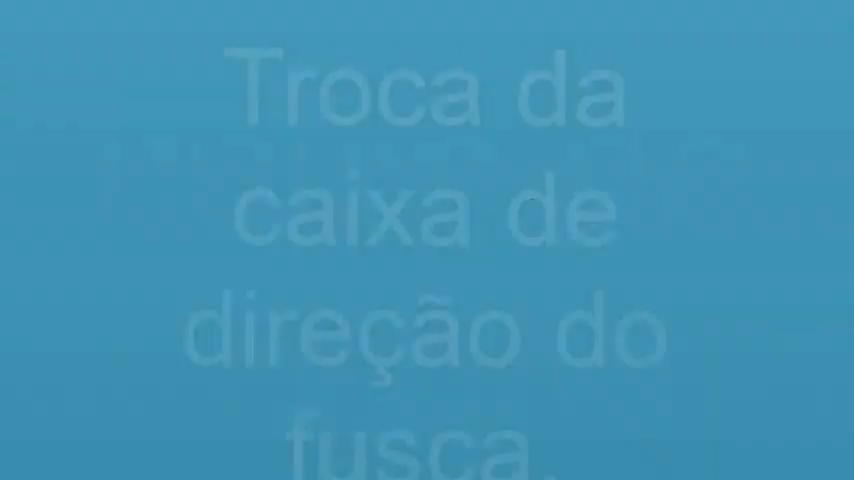 Troca da
caixa de
direção do
fusca.